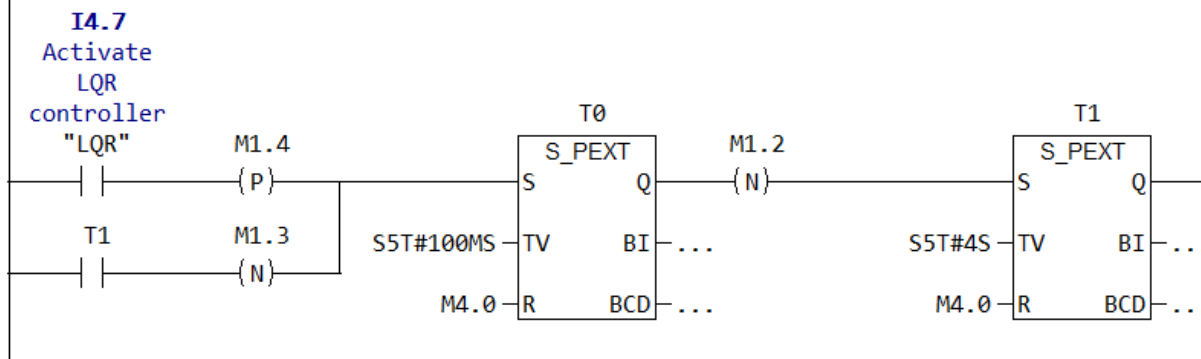 I4.7
Activate
LQR
controller
"LQR"
M1.4
T0
M1.2
T1
S_PEXT
S_PEXT
(P)
S
Q
(N)
S
Q
T1
M1.3
S5T#100MS
TV
BI
...
S5T#4S
TV
BI
..
(N)
M4.0
R
BCD
...
M4.0
R
BCD
..